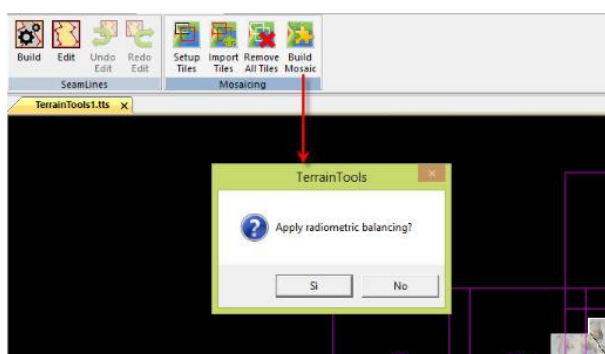 Build Edit Undo Edit Redo Edit Setup Tiles Import Tiles Remove All Tiles Build Mosaic
SeamLines Mosaicing
TerrainTools1.tts x
TerrainTools
x
Apply radiometric balancing?
Sì No